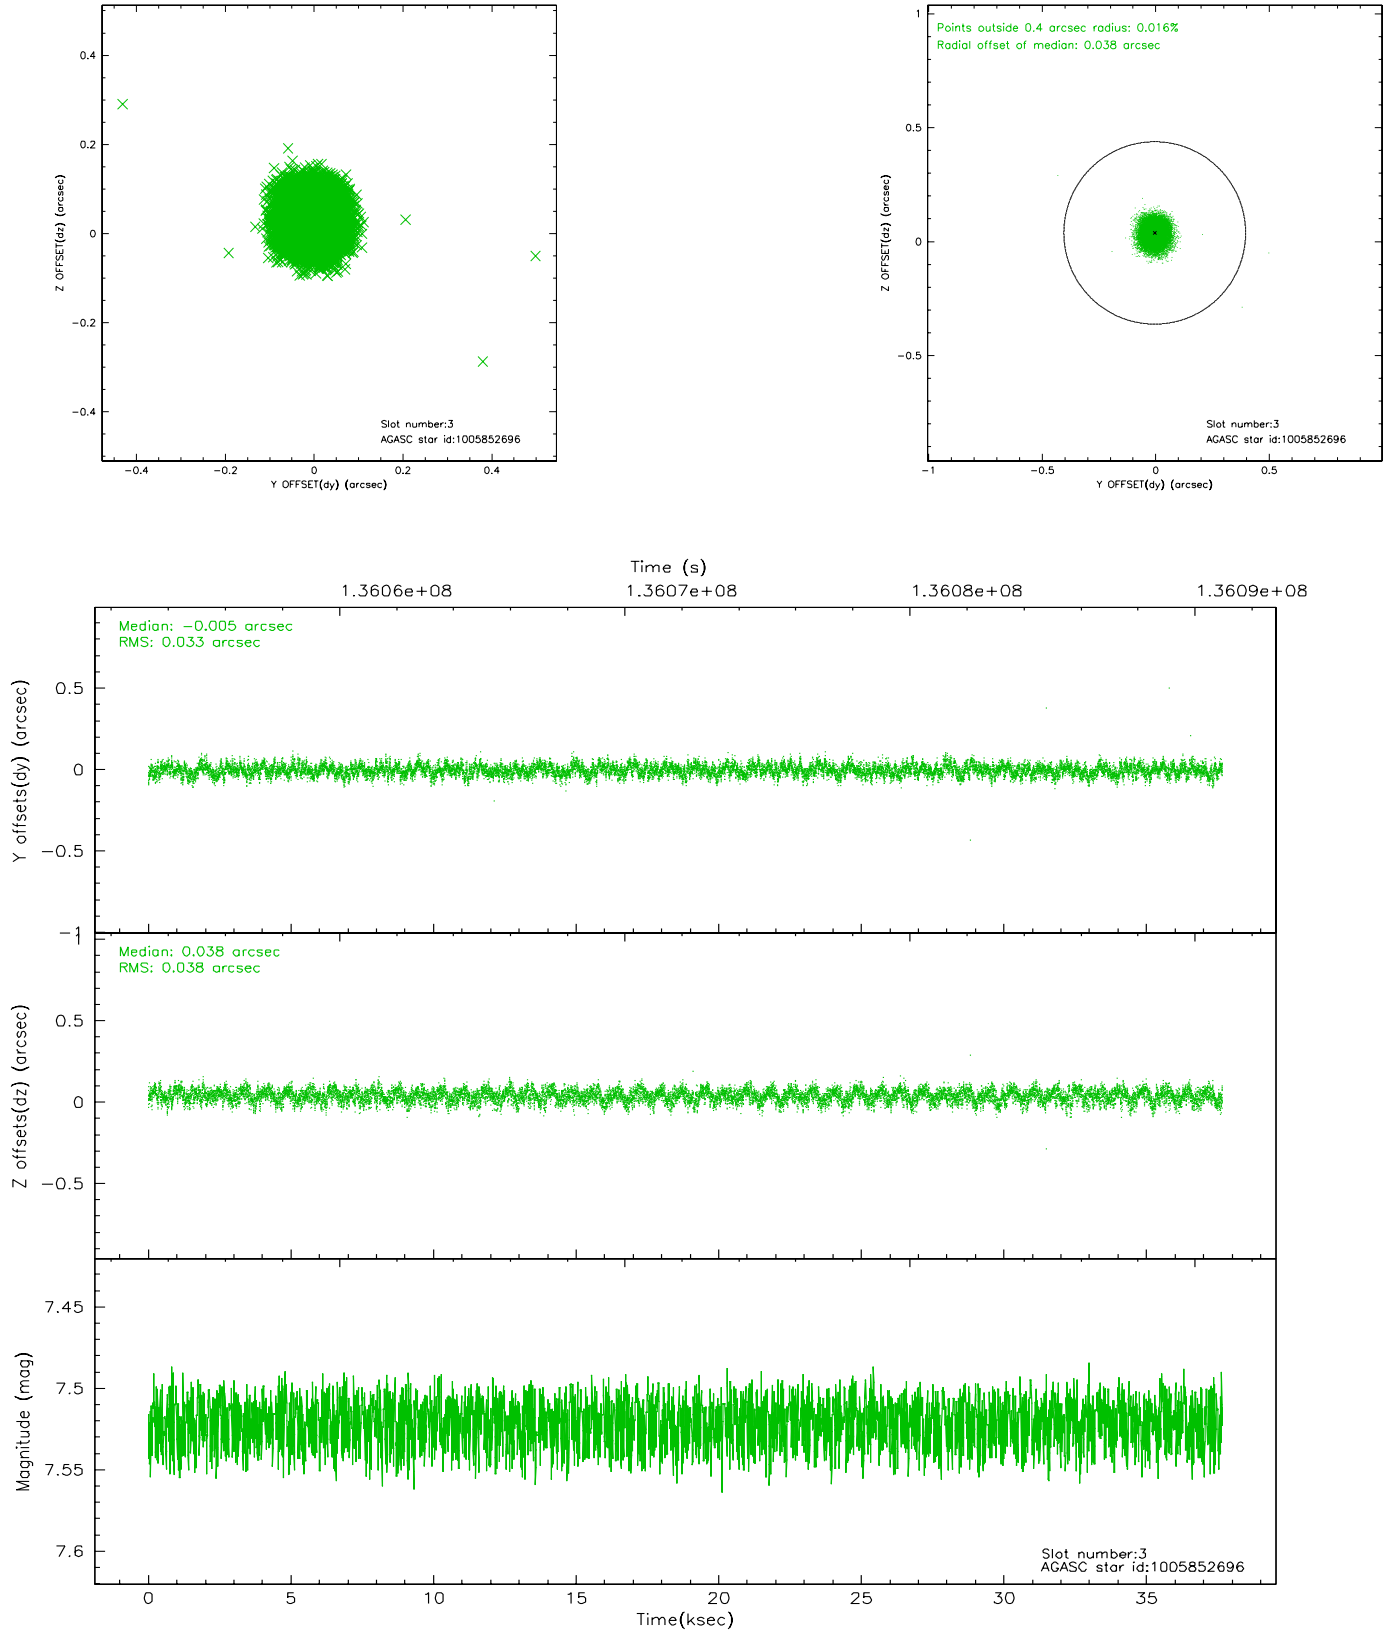 0.4
0.2
0
−0.2
−0.4
Z OFFSET(dz) (arcsec)
−0.4
−0.2
0
0.2
0.4
Y OFFSET(dy) (arcsec)
Slot number:3
AGASC star id:1005852696
Points outside 0.4 arcsec radius: 0.016%
Radial offset of median: 0.038 arcsec
1
0.5
0
−0.5
Z OFFSET(dz) (arcsec)
−1
−0.5
0
0.5
Y OFFSET(dy) (arcsec)
Slot number:3
AGASC star id:1005852696
Time (s)
1.3606e+08
1.3607e+08
1.3608e+08
1.3609e+08
Median: −0.005 arcsec
RMS: 0.033 arcsec
0.5
0
−0.5
−1
Y offsets(dy) (arcsec)
Median: 0.038 arcsec
RMS: 0.038 arcsec
1
0.5
0
−0.5
Z offsets(dz) (arcsec)
7.45
7.5
7.55
7.6
Magnitude (mag)
Slot number:3
AGASC star id:1005852696
0
5
10
15
20
25
30
35
Time(ksec)